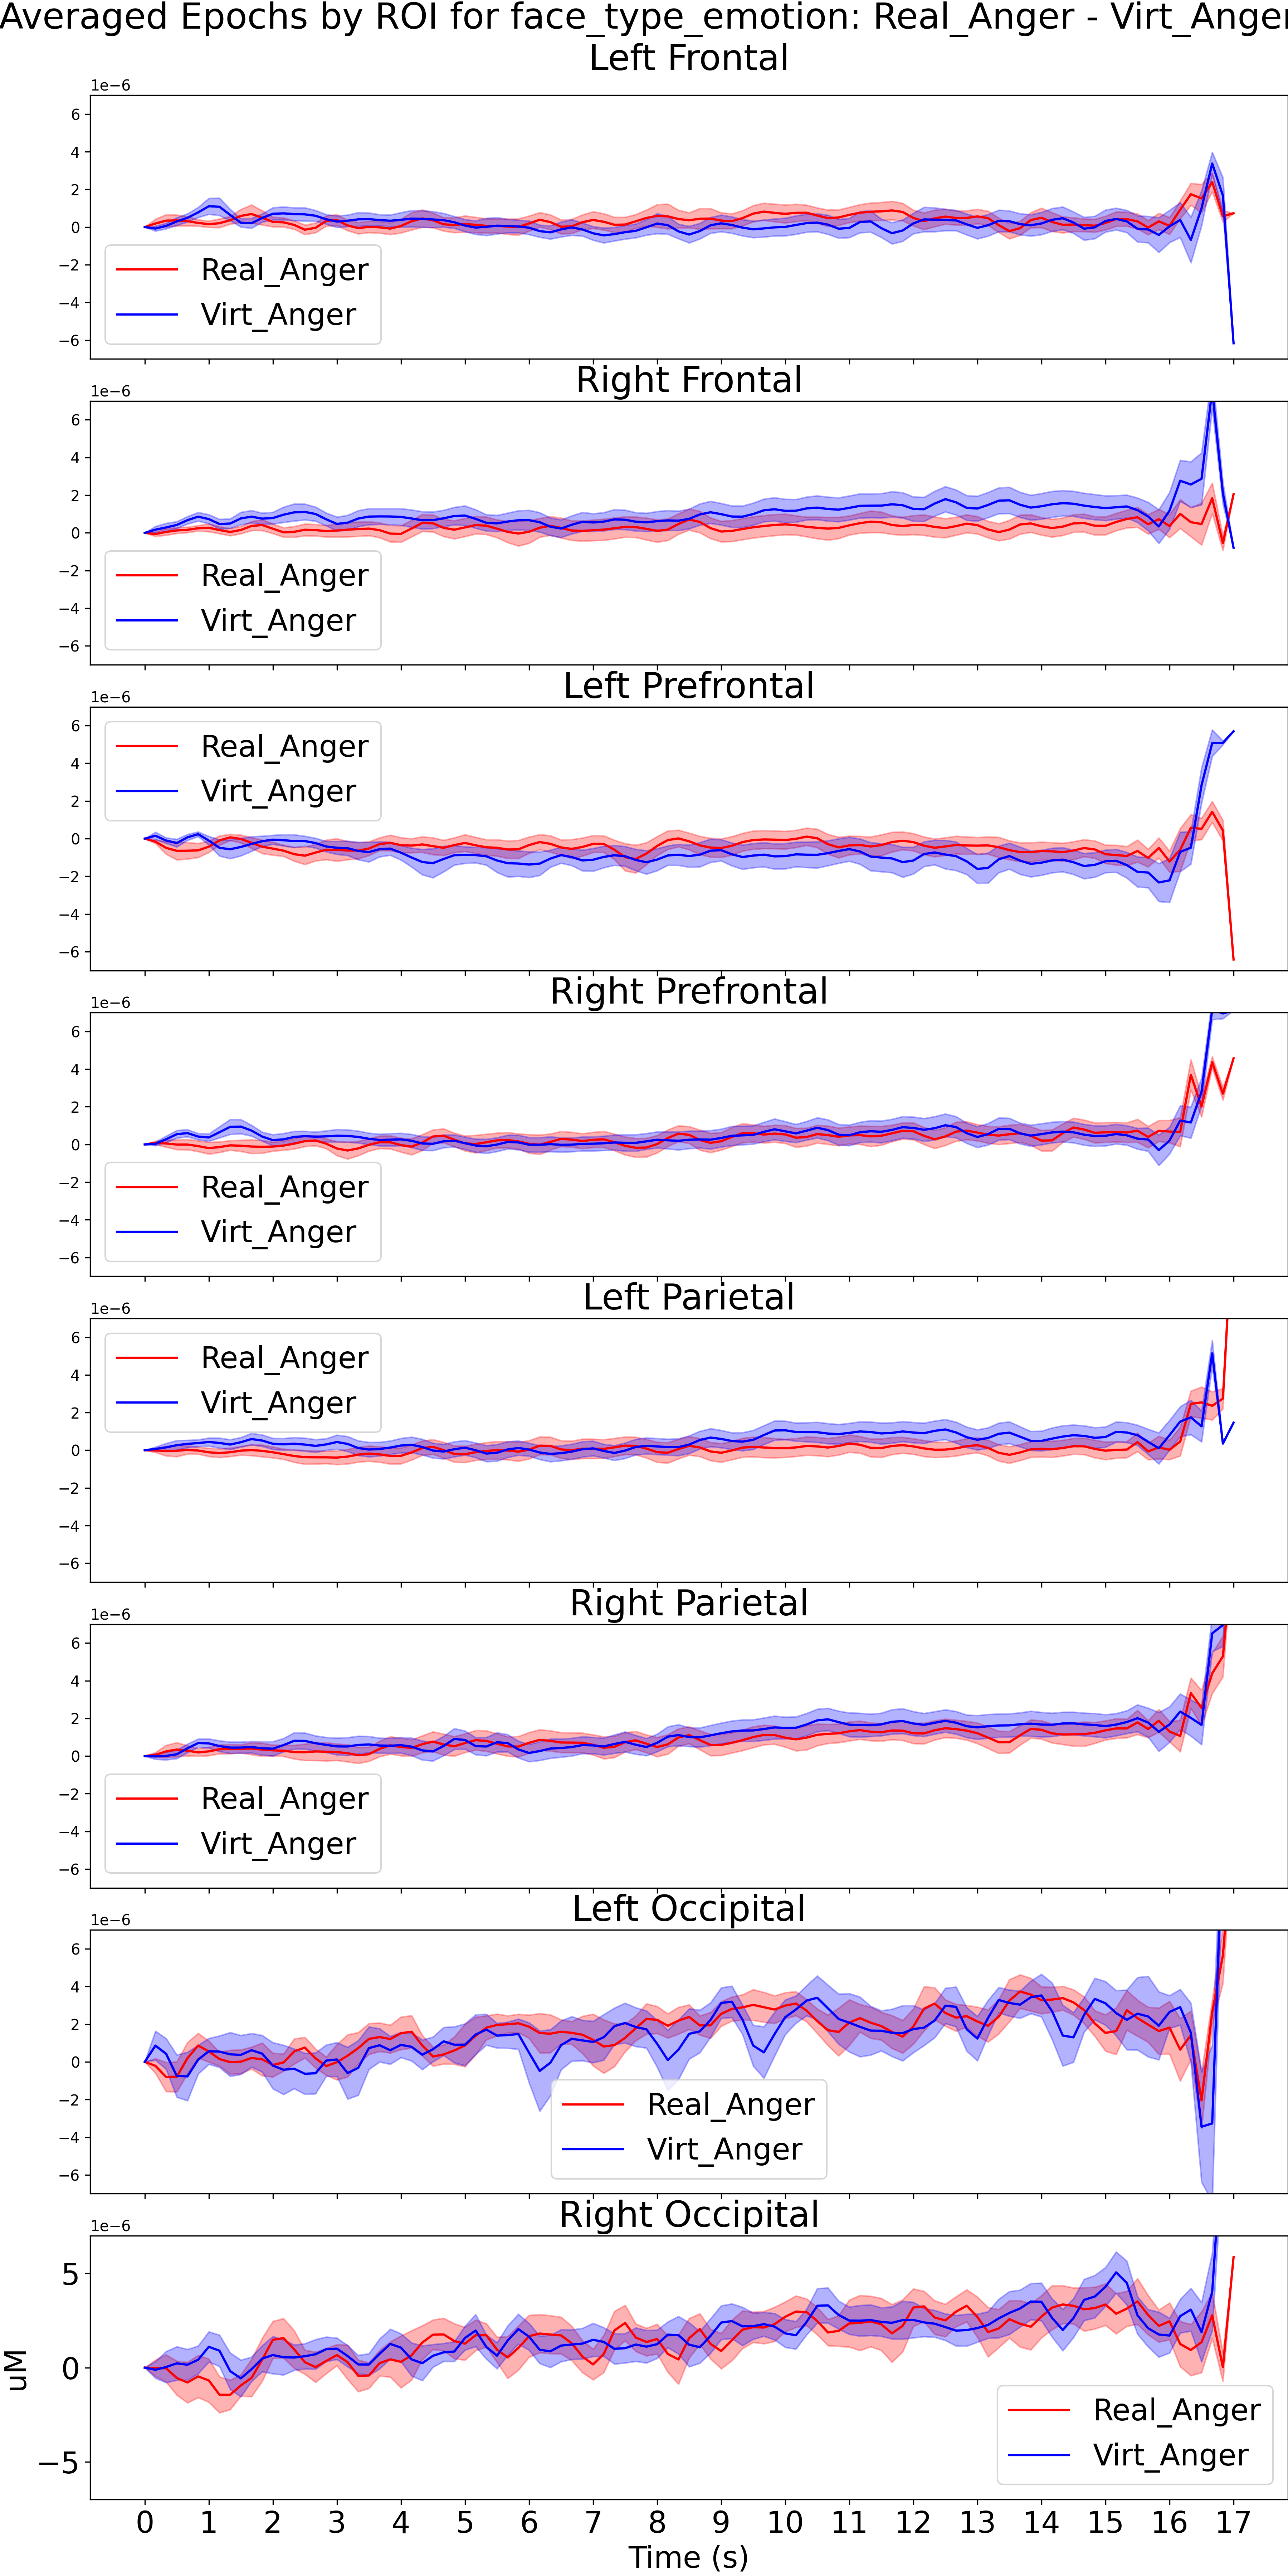 Averaged Epochs by ROI for face_type_emotion: Real_Anger - Virt_Anger
Left Frontal
1e−6
6
4
2
0
−2
−4
−6
Real_Anger
Virt_Anger
Right Frontal
1e−6
6
4
2
0
−2
−4
−6
Real_Anger
Virt_Anger
Left Prefrontal
1e−6
6
4
2
0
−2
−4
−6
Real_Anger
Virt_Anger
Right Prefrontal
1e−6
6
4
2
0
−2
−4
−6
Real_Anger
Virt_Anger
Left Parietal
1e−6
6
4
2
0
−2
−4
−6
Real_Anger
Virt_Anger
Right Parietal
1e−6
6
4
2
0
−2
−4
−6
Real_Anger
Virt_Anger
Left Occipital
1e−6
6
4
2
0
−2
−4
−6
Real_Anger
Virt_Anger
Right Occipital
1e−6
5
0
−5
uM
Real_Anger
Virt_Anger
0 1 2 3 4 5 6 7 8 9 10 11 12 13 14 15 16 17
Time (s)